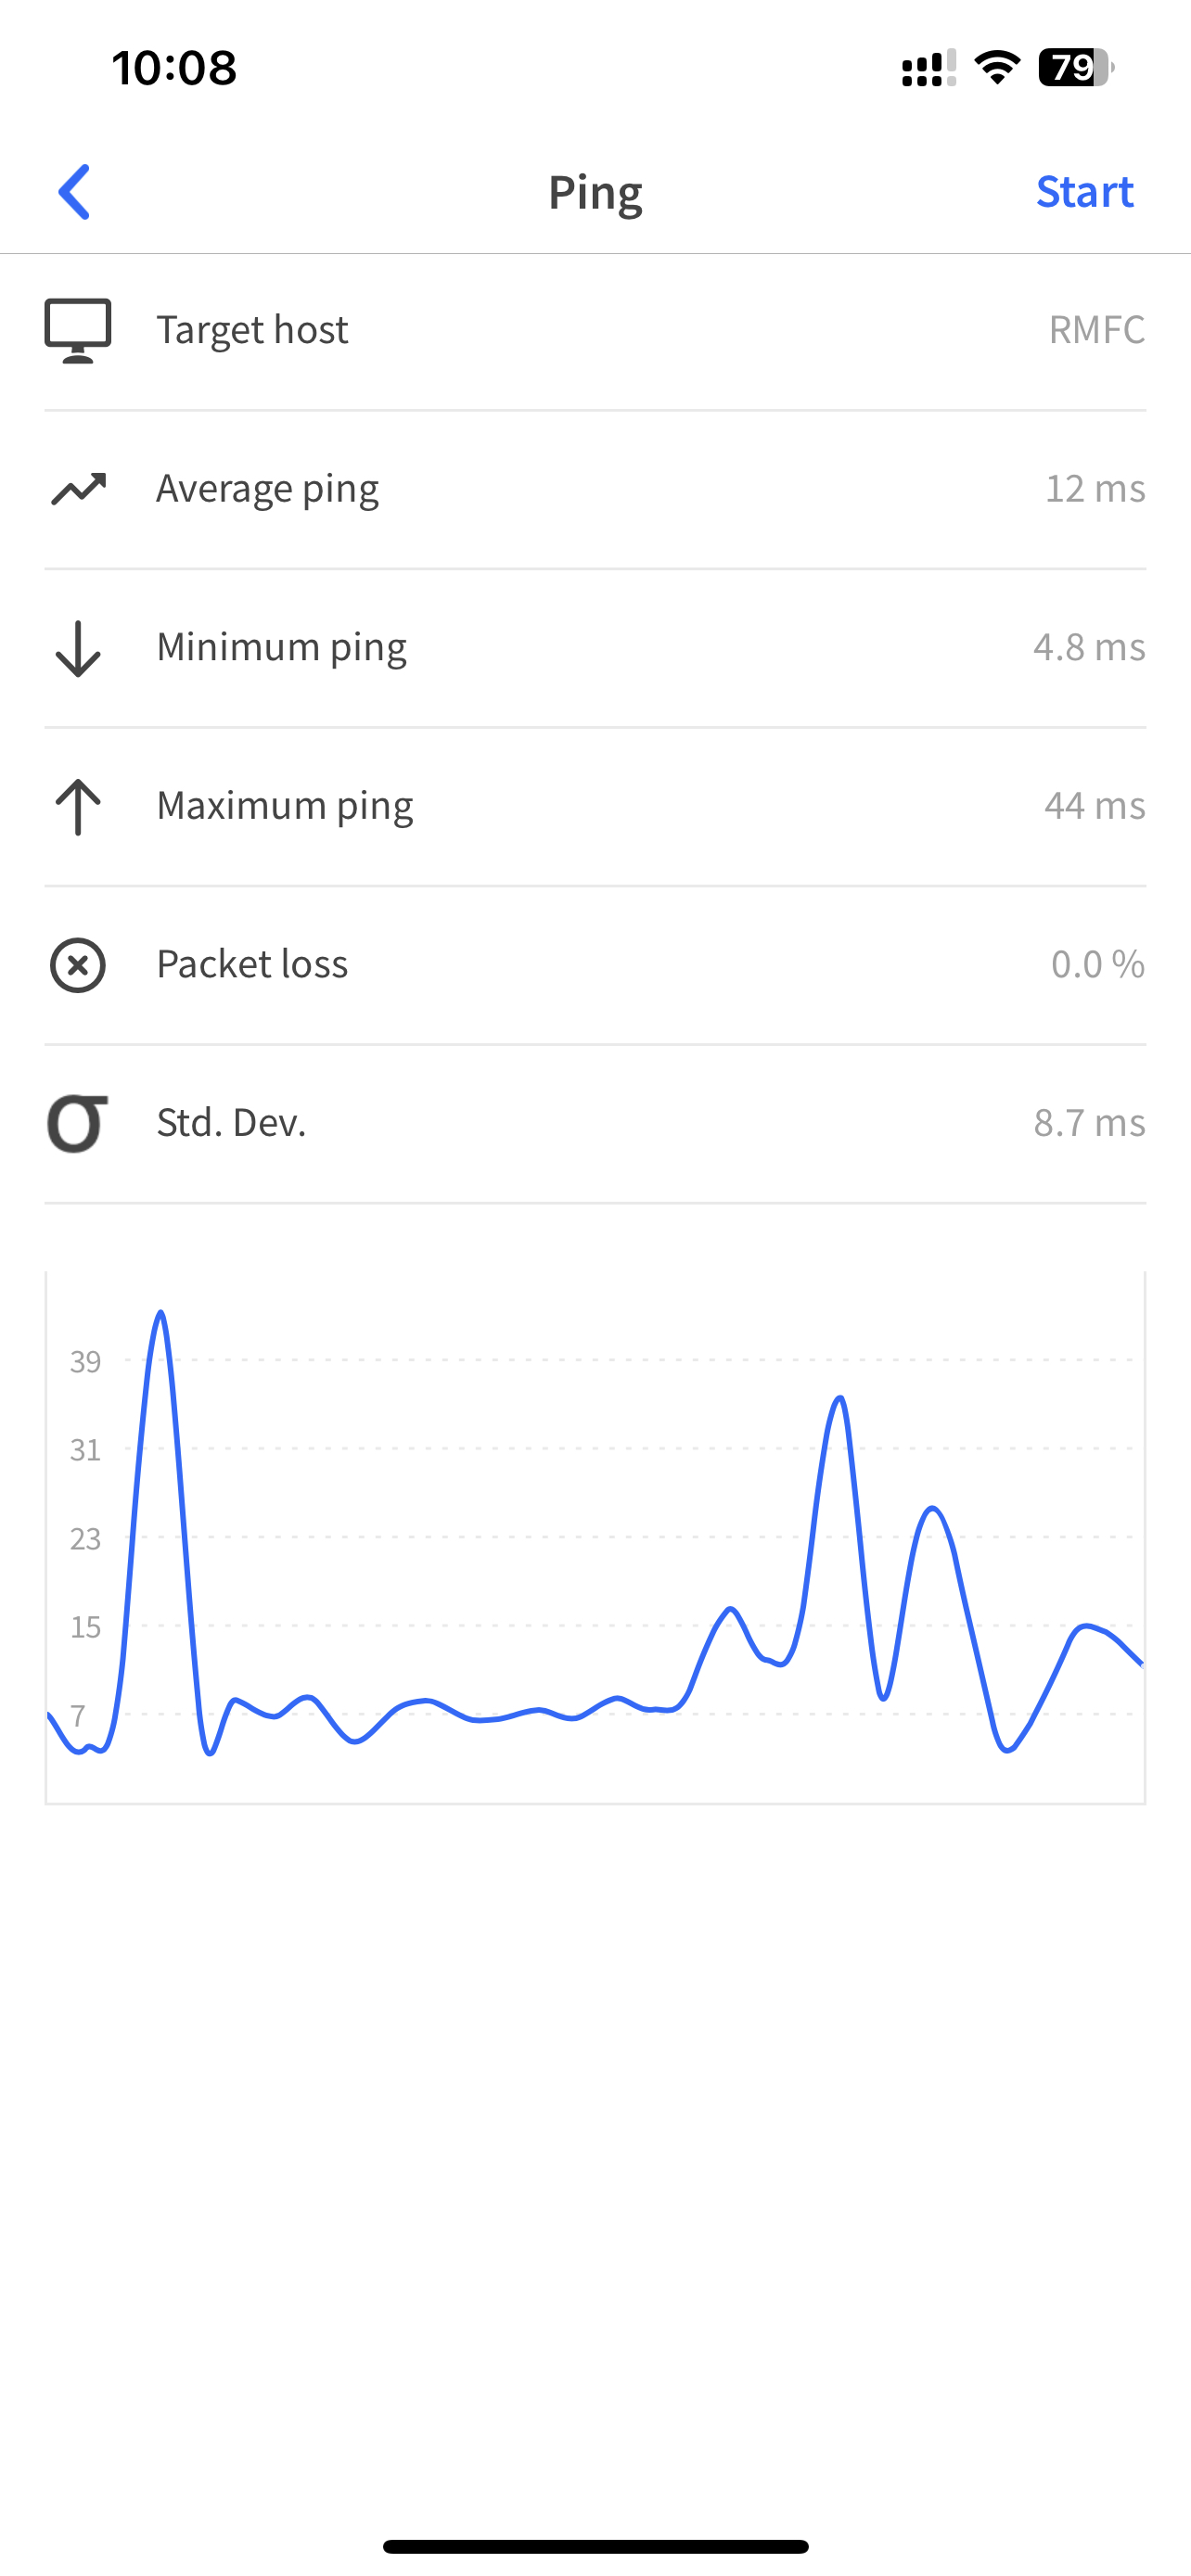 10:08 79
Ping Start
Target host RMFC
Average ping 12 ms
Minimum ping 4.8 ms
Maximum ping 44 ms
Packet loss 0.0 %
σ Std. Dev. 8.7 ms
39
31
23
15
7